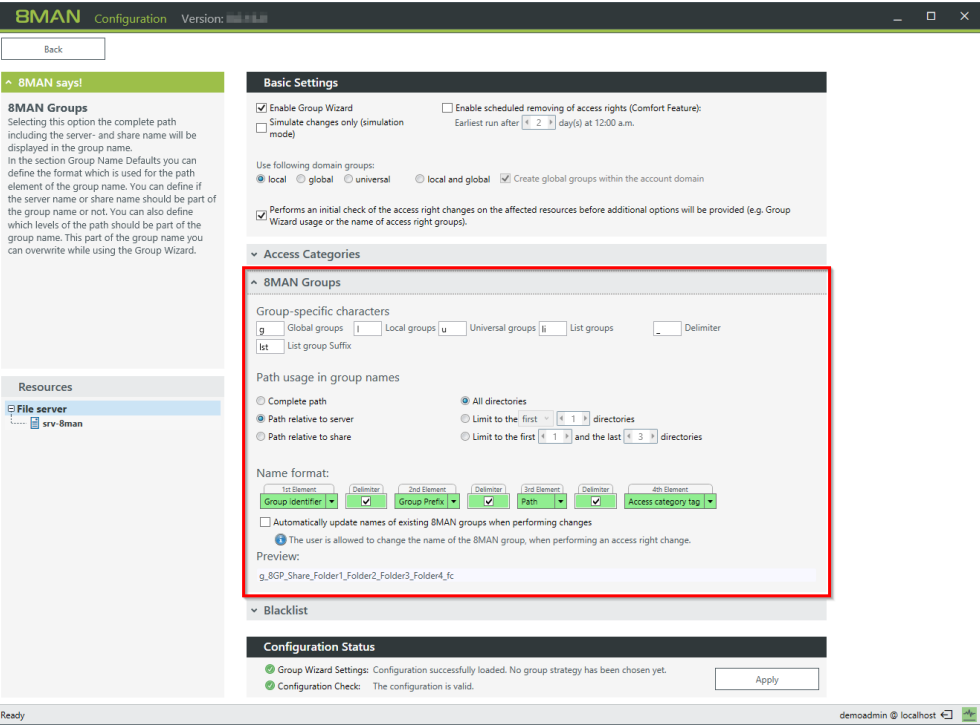 8MAN Configuration Version:
Back
8MAN says!
8MAN Groups
Selecting this option the complete path
including the server- and share name will be
displayed in the group name.
In the section Group Name Defaults you can
define the format which is used for the path
element of the group name. You can define if
the server name or share name should be part of
the group name or not. You can also define
which levels of the path should be part of the
group name. This part of the group name you
can overwrite while using the Group Wizard.
Resources
File server
srv-8man
Basic Settings
Enable Group Wizard
Simulate changes only (simulation
mode)
Enable scheduled removing of access rights (Comfort Feature):
Earliest run after 2 day(s) at 12:00 a.m.
Use following domain groups:
local global universal local and global Create global groups within the account domain
Performs an initial check of the access right changes on the affected resources before additional options will be provided (e.g. Group
Wizard usage or the name of access right groups).
Access Categories
8MAN Groups
Group-specific characters
g Global groups l Local groups u Universal groups li List groups _ Delimiter
lst List group Suffix
Path usage in group names
Complete path All directories
Path relative to server Limit to the first 1 directories
Path relative to share Limit to the first 1 and the last 3 directories
Name format:
1st Element Delimiter 2nd Element Delimiter 3rd Element Delimiter 4th Element
Group Identifier Group Prefix Path Access category tag
Automatically update names of existing 8MAN groups when performing changes
The user is allowed to change the name of the 8MAN group, when performing an access right change.
Preview:
g_8GP_Share_Folder1_Folder2_Folder3_Folder4_fc
Blacklist
Configuration Status
Group Wizard Settings: Configuration successfully loaded. No group strategy has been chosen yet.
Configuration Check: The configuration is valid.
Apply
Ready
demoadmin @ localhost